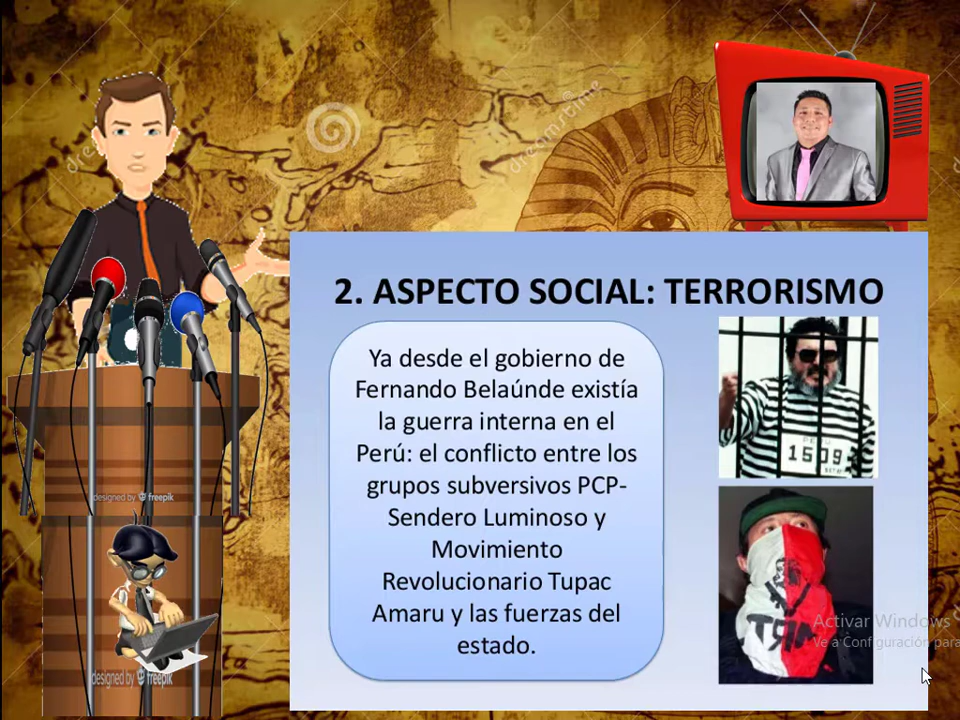 dreamstime
2. ASPECTO SOCIAL: TERRORISMO
Ya desde el gobierno de
Fernando Belaúnde existía
la guerra interna en el
Perú: el conflicto entre los
grupos subversivos PCP-
Sendero Luminoso y
Movimiento
Revolucionario Tupac
Amaru y las fuerzas del
estado.
PERU
1509
Activar Windows
Ve a Configuración para
designed by freepik
designed by freepik